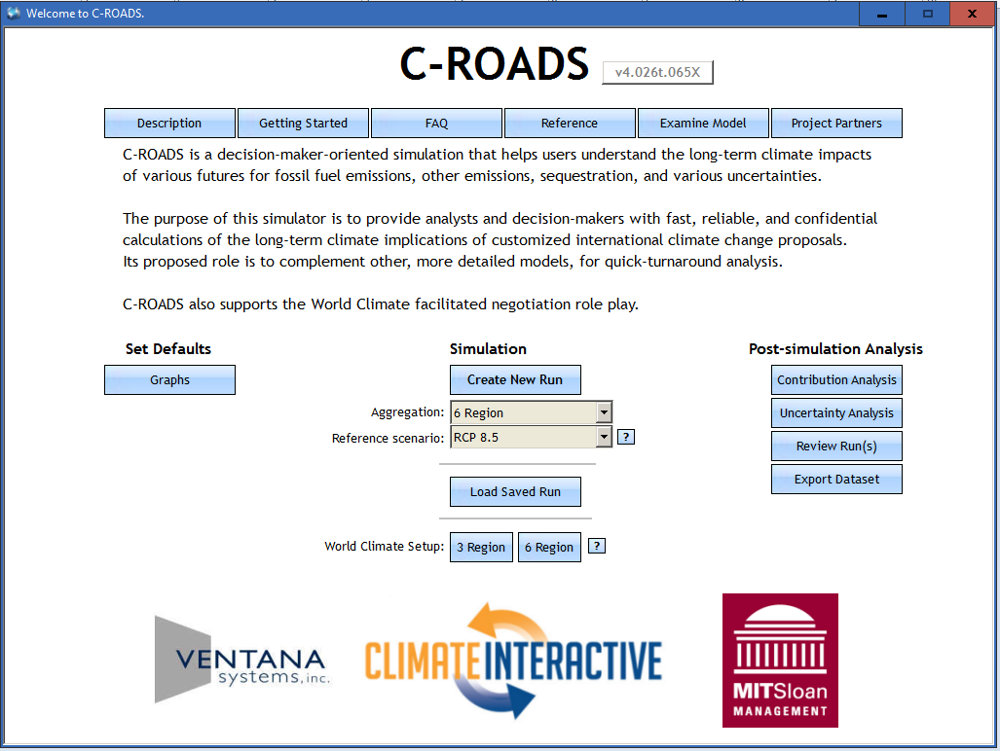 Welcome to C-ROADS.
C-ROADS v4.026t.065X
Description Getting Started FAQ Reference Examine Model Project Partners
C-ROADS is a decision-maker-oriented simulation that helps users understand the long-term climate impacts
of various futures for fossil fuel emissions, other emissions, sequestration, and various uncertainties.
The purpose of this simulator is to provide analysts and decision-makers with fast, reliable, and confidential
calculations of the long-term climate implications of customized international climate change proposals.
Its proposed role is to complement other, more detailed models, for quick-turnaround analysis.
C-ROADS also supports the World Climate facilitated negotiation role play.
Set Defaults Simulation Post-simulation Analysis
Graphs Create New Run Contribution Analysis
Aggregation: 6 Region Uncertainty Analysis
Reference scenario: RCP 8.5 ? Review Run(s)
Export Dataset
Load Saved Run
World Climate Setup: 3 Region 6 Region ?
VENTANA
systems, inc.
CLIMATEINTERACTIVE
MITSloan
MANAGEMENT